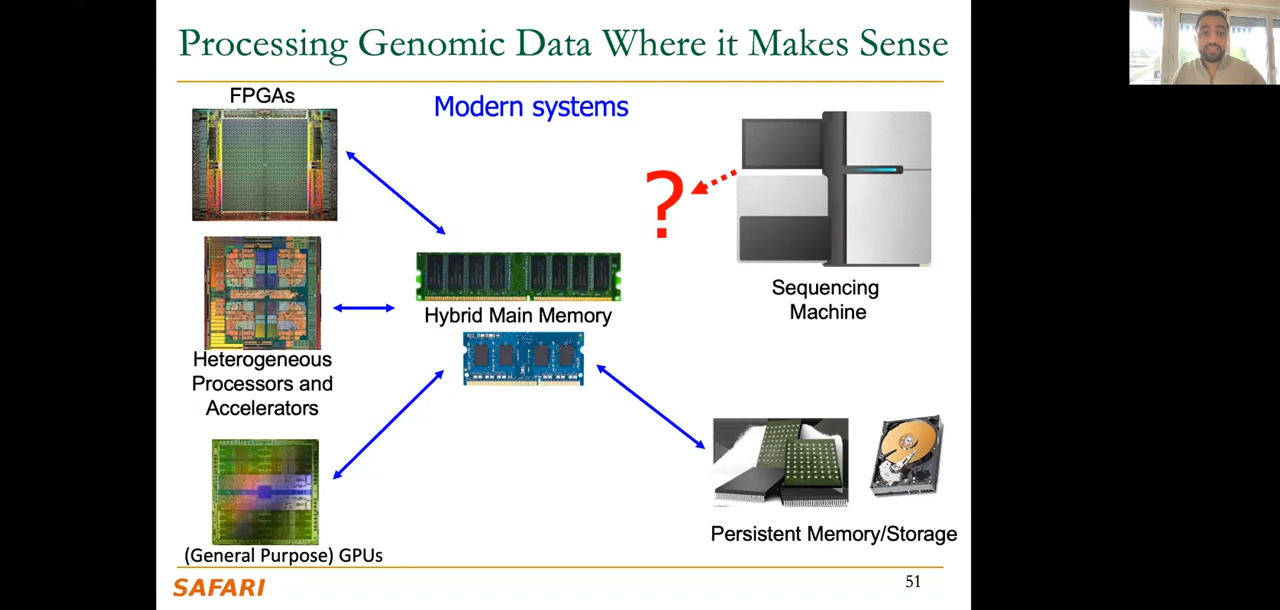 Processing Genomic Data Where it Makes Sense
FPGAs
Modern systems
?
Sequencing
Machine
Hybrid Main Memory
Heterogeneous
Processors and
Accelerators
Persistent Memory/Storage
(General Purpose) GPUs
SAFARI
51